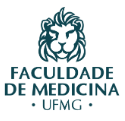 FACULDADE
DE MEDICINA
• UFMG •